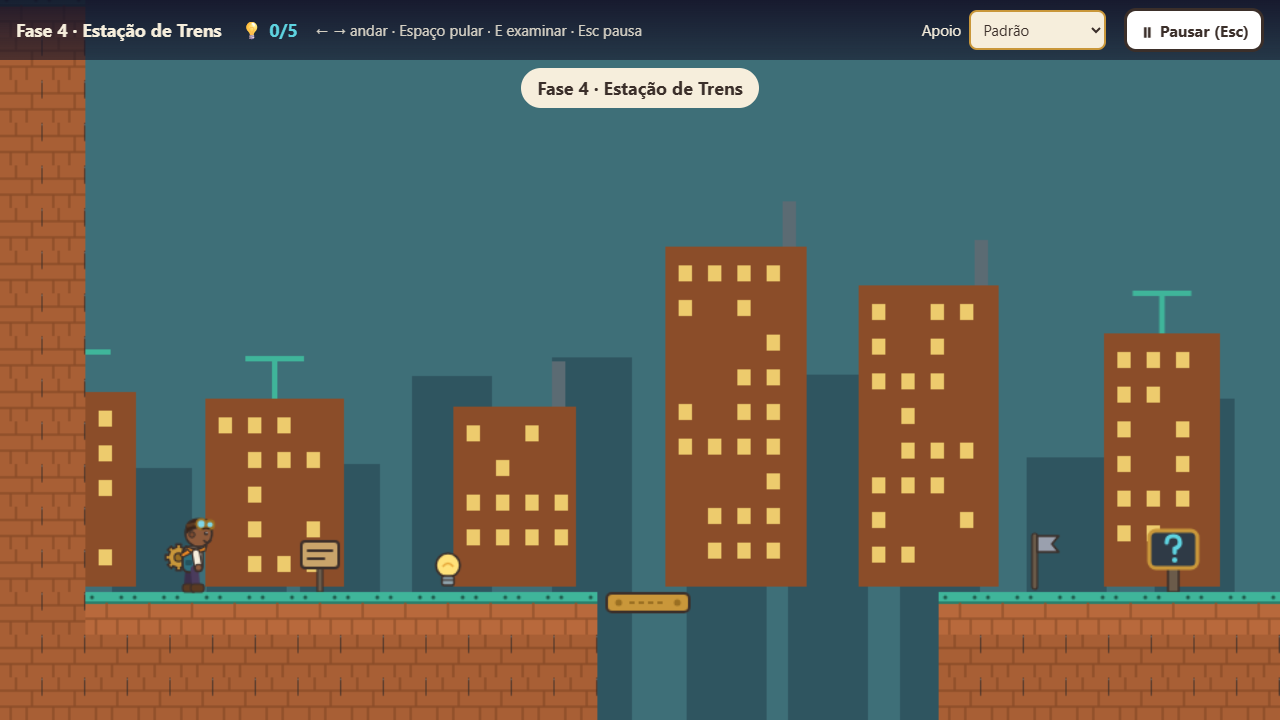 Fase 4 · Estação de Trens 0/5 ← → andar · Espaço pular · E examinar · Esc pausa Apoio Padrão Pausar (Esc)
Fase 4 · Estação de Trens
?